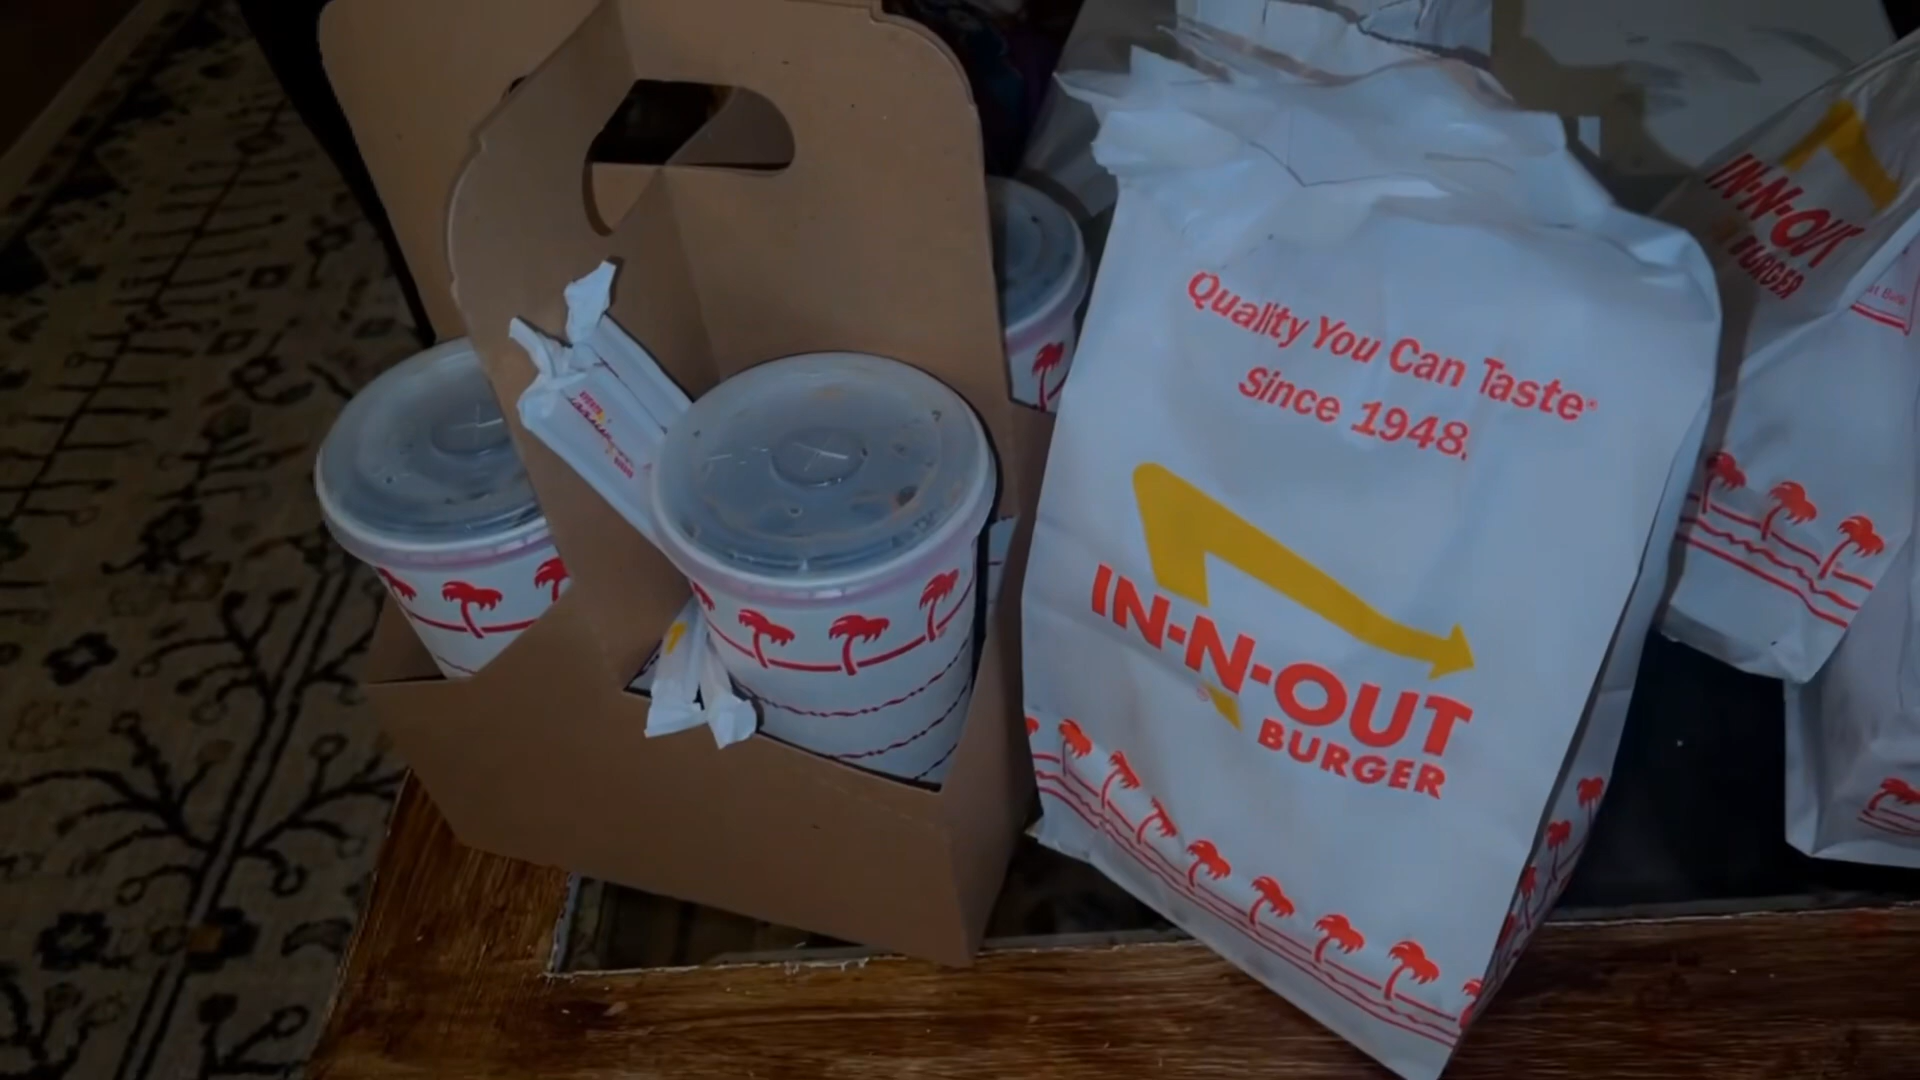 Quality You Can Taste
Since 1948.
IN-N-OUT
BURGER
IN-N-OUT
BURGER